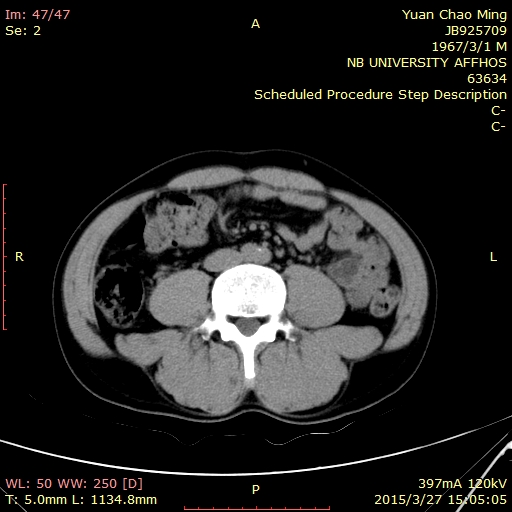 Im: 47/47
Se: 2
A
Yuan Chao Ming
JB925709
1967/3/1 M
NB UNIVERSITY AFFHOS
63634
Scheduled Procedure Step Description
C-
C-
R
L
WL: 50 WW: 250 [D]
T: 5.0mm L: 1134.8mm
P
397mA 120kV
2015/3/27 15:05:05